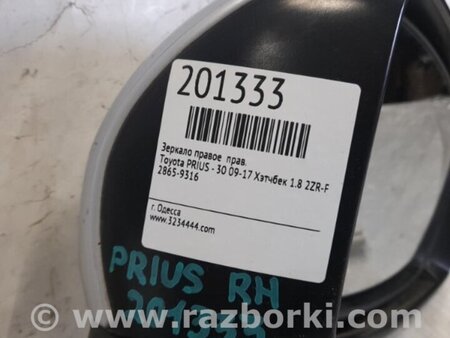 201333
Зеркало правое прав.
Toyota PRIUS - 30 09-17 Хэтчбек 1.8 2ZR-F
2865-9316
г. Одесса
www.3234444.com
PRIUS RH
201333
www.razborki.com